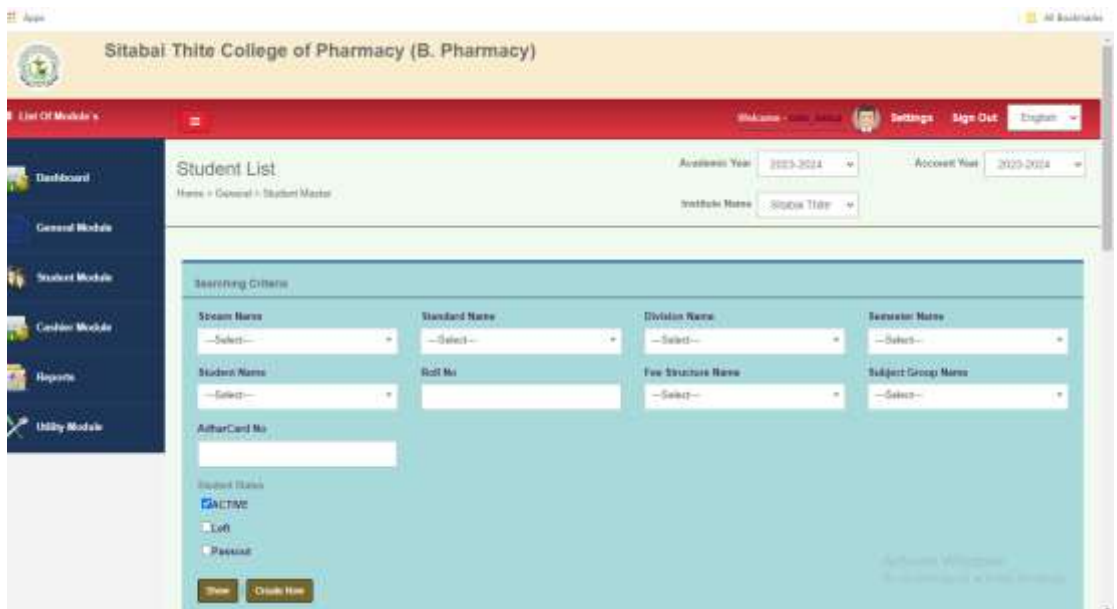 Apps
All Bookmarks
Sitabai Thite College of Pharmacy (B. Pharmacy)
List Of Module's
Welcome -
Settings Sign Out English
Student List
Home > General > Student Master
Academic Year 2023-2024 Account Year 2023-2024
Institute Name Sitabai Thite
Dashboard
General Module
Student Module
Cashier Module
Reports
Utility Module
Searching Criteria
Stream Name Standard Name Division Name Semester Name
---Select--- ---Select--- ---Select--- ---Select---
Student Name Roll No Fee Structure Name Subject Group Name
---Select--- ---Select--- ---Select---
AdharCard No
Student Status
ACTIVE
Left
Passout
Show Create New
Activate Windows